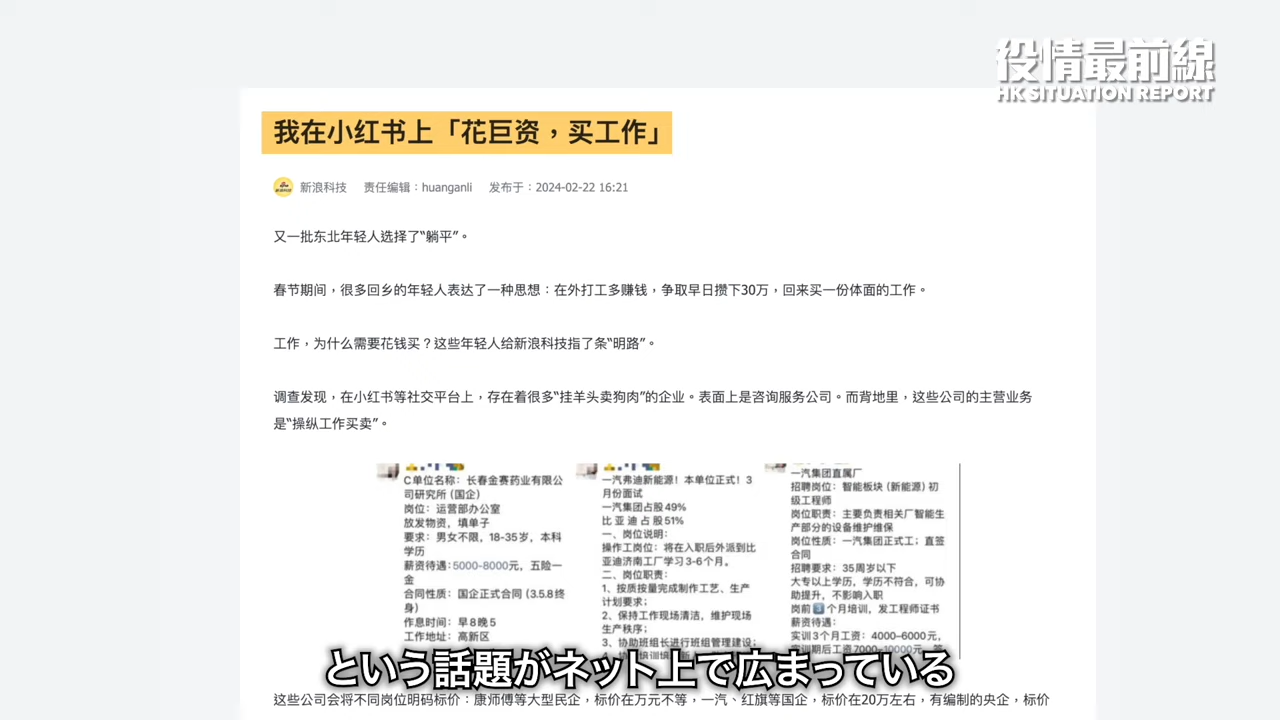 役情最前線
HK SITUATION REPORT
我在小红书上「花巨资，买工作」
新浪科技 责任编辑：huanganli 发布于：2024-02-22 16:21
又一批东北年轻人选择了“躺平”。
春节期间，很多回乡的年轻人表达了一种思想：在外打工多赚钱，争取早日攒下30万，回来买一份体面的工作。
工作，为什么需要花钱买？这些年轻人给新浪科技指了条“明路”。
调查发现，在小红书等社交平台上，存在着很多“挂羊头卖狗肉”的企业。表面上是咨询服务公司。而背地里，这些公司的主营业务
是“操纵工作买卖”。
C单位名称：长春金赛药业有限公
司研究所（国企）
岗位：运营部办公室
放发物资，填单子
要求：男女不限，18-35岁，本科
学历
薪资待遇:5000-8000元，五险一
金
合同性质：国企正式合同（3.5.8终
身）
作息时间：早8晚5
工作地址：高新区
一汽弗迪新能源！本单位正式！3
月份面试
一汽集团占股49%
比亚迪占股51%
一、岗位说明：
操作工岗位：将在入职后外派到比
亚迪济南工厂学习3-6个月。
二、岗位职责：
1、按质按量完成制作工艺、生产
计划要求；
2、保持工作现场清洁，维护现场
生产秩序；
3、协助班组长进行班组管理建设；
一汽集团直属厂
招聘岗位：智能板块（新能源）初
级工程师
岗位职责：主要负责相关厂智能生
产部分的设备维护维保
岗位性质：一汽集团正式工；直签
合同
招聘要求：35周岁以下
大专以上学历，学历不符合，可协
助提升，不影响入职
岗前3个月培训，发工程师证书
薪资待遇：
实训3个月工资：4000-6000元，
实训期后工资7000-10000元，
という話題がネット上で広まっている
这些公司会将不同岗位明码标价：康师傅等大型民企，标价在万元不等，一汽、红旗等国企，标价在20万左右，有编制的央企，标价